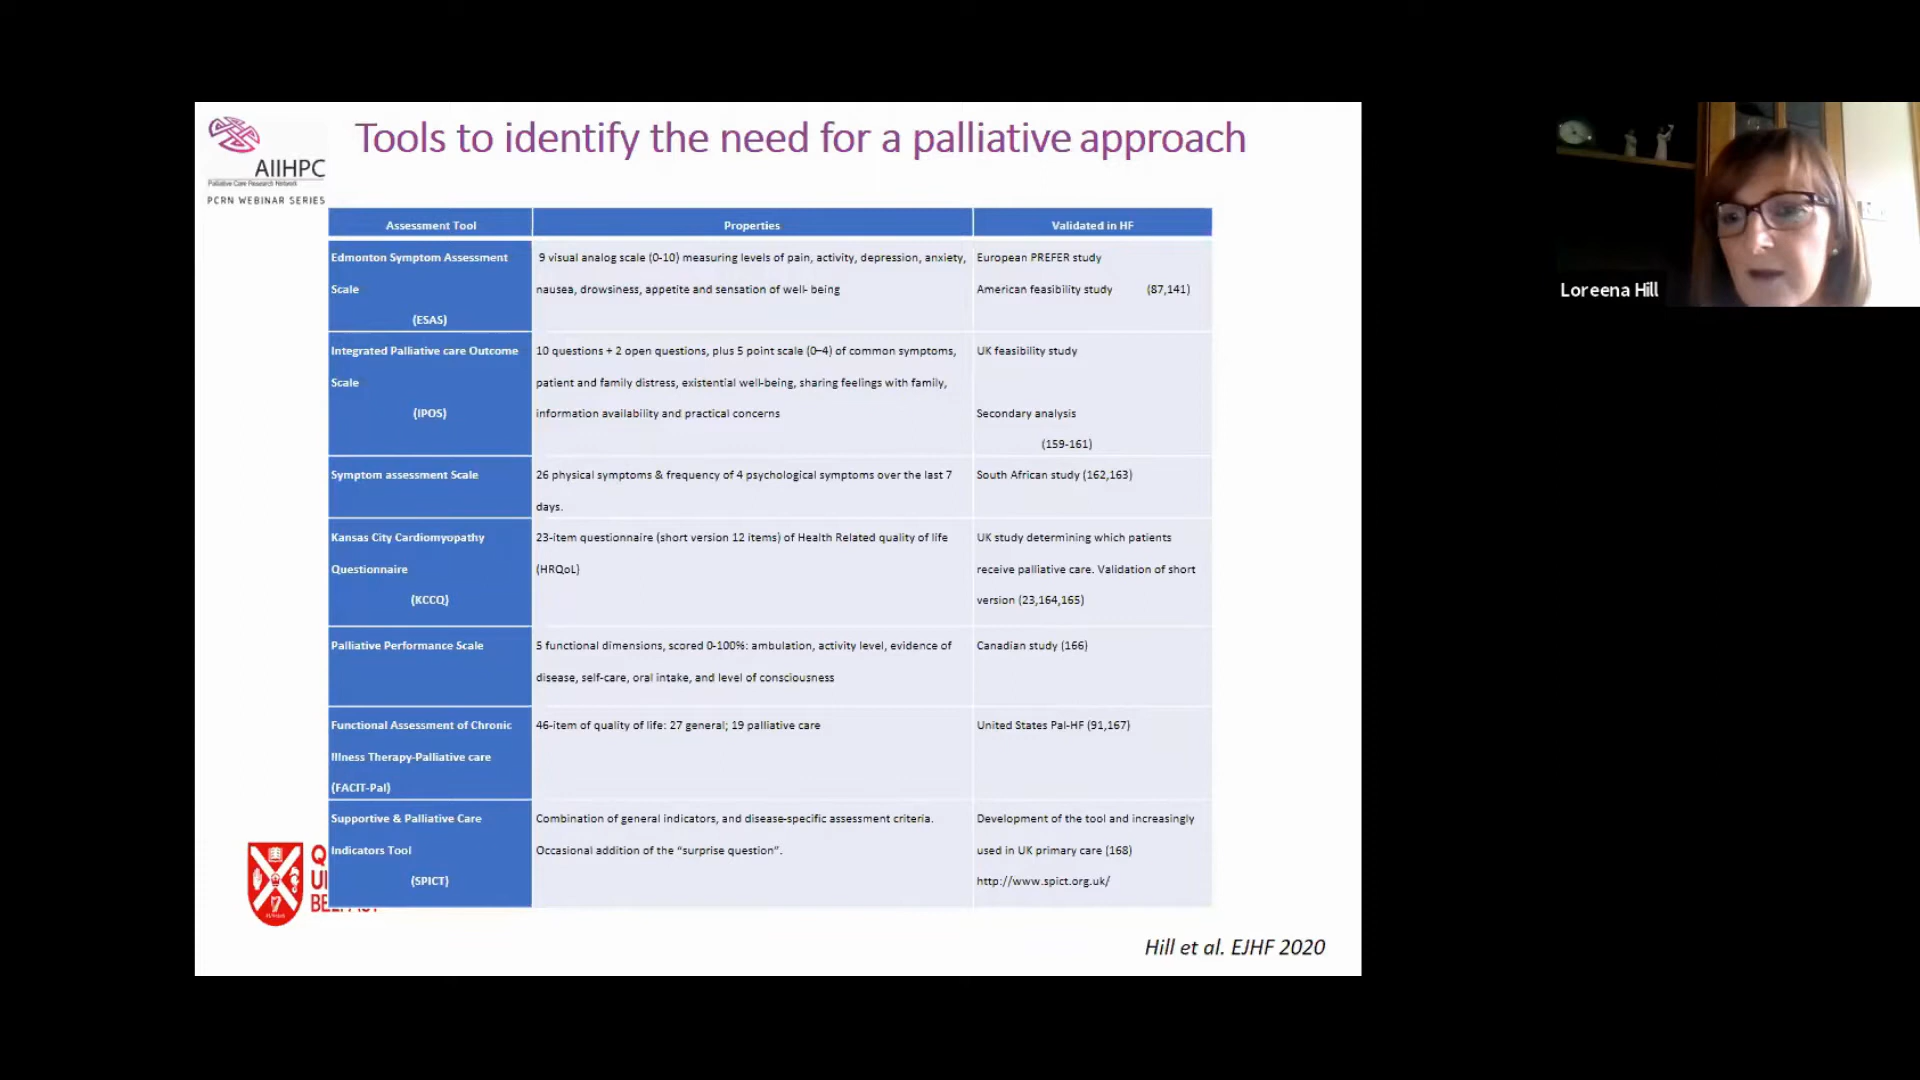 Tools to identify the need for a palliative approach
AIIHPC
Palliative Care Research Network
PCRN WEBINAR SERIES
Assessment Tool
Properties
Validated in HF
Edmonton Symptom Assessment
Scale
(ESAS)
9 visual analog scale (0-10) measuring levels of pain, activity, depression, anxiety,
nausea, drowsiness, appetite and sensation of well- being
European PREFER study
American feasibility study (87,141)
Integrated Palliative care Outcome
Scale
(IPOS)
10 questions + 2 open questions, plus 5 point scale (0–4) of common symptoms,
patient and family distress, existential well-being, sharing feelings with family,
information availability and practical concerns
UK feasibility study
Secondary analysis
(159-161)
Symptom assessment Scale
26 physical symptoms & frequency of 4 psychological symptoms over the last 7
days.
South African study (162,163)
Kansas City Cardiomyopathy
Questionnaire
(KCCQ)
23-item questionnaire (short version 12 items) of Health Related quality of life
(HRQoL)
UK study determining which patients
receive palliative care. Validation of short
version (23,164,165)
Palliative Performance Scale
5 functional dimensions, scored 0-100%: ambulation, activity level, evidence of
disease, self-care, oral intake, and level of consciousness
Canadian study (166)
Functional Assessment of Chronic
Illness Therapy-Palliative care
(FACIT-Pal)
46-item of quality of life: 27 general; 19 palliative care
United States Pal-HF (91,167)
Supportive & Palliative Care
Indicators Tool
(SPICT)
Combination of general indicators, and disease-specific assessment criteria.
Occasional addition of the “surprise question”.
Development of the tool and increasingly
used in UK primary care (168)
http://www.spict.org.uk/
Hill et al. EJHF 2020
Loreena Hill